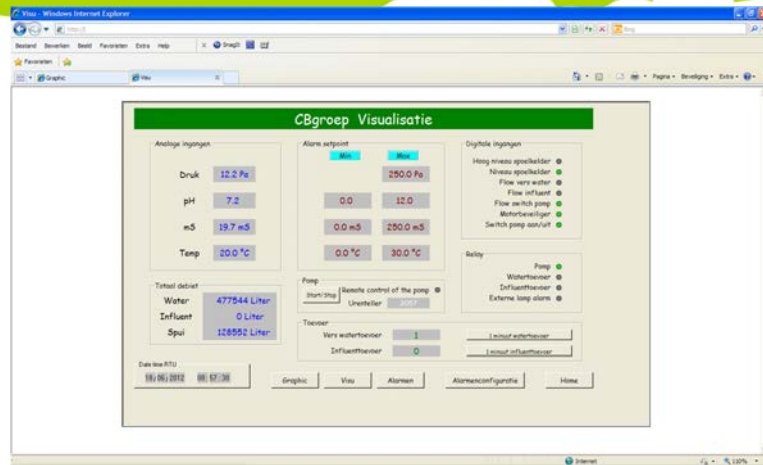 Visu - Windows Internet Explorer
Bestand Bewerken Beeld Favorieten Extra Help
SnagIt
Favorieten
Graphic
Visu
Pagina Beveiliging Extra
CBgroep Visualisatie
Analoge ingangen
Druk 12.2 Pa
pH 7.2
mS 19.7 mS
Temp 20.0 °C
Alarm setpoint
Min Max
250.0 Pa
0.0 12.0
0.0 mS 250.0 mS
0.0 °C 30.0 °C
Digitale ingangen
Hoog niveau spoelkelder
Niveau spoelkelder
Flow vers water
Flow influent
Flow switch pomp
Motorbeveiliger
Switch pomp aan/uit
Relay
Pomp
Watertoevoer
Influenttoevoer
Externe lamp alarm
Totaal debiet
Water 477544 Liter
Influent 0 Liter
Spui 128552 Liter
Pomp
Start/Stop
Remote control of the pomp
Urenteller 2057
Toevoer
Vers watertoevoer 1
1 minuut watertoevoer
Influenttoevoer 0
1 minuut influenttoevoer
Date time RTU
18/06/2012 08:57:38
Graphic
Visu
Alarmen
Alarmenconfiguratie
Home
Internet
110%